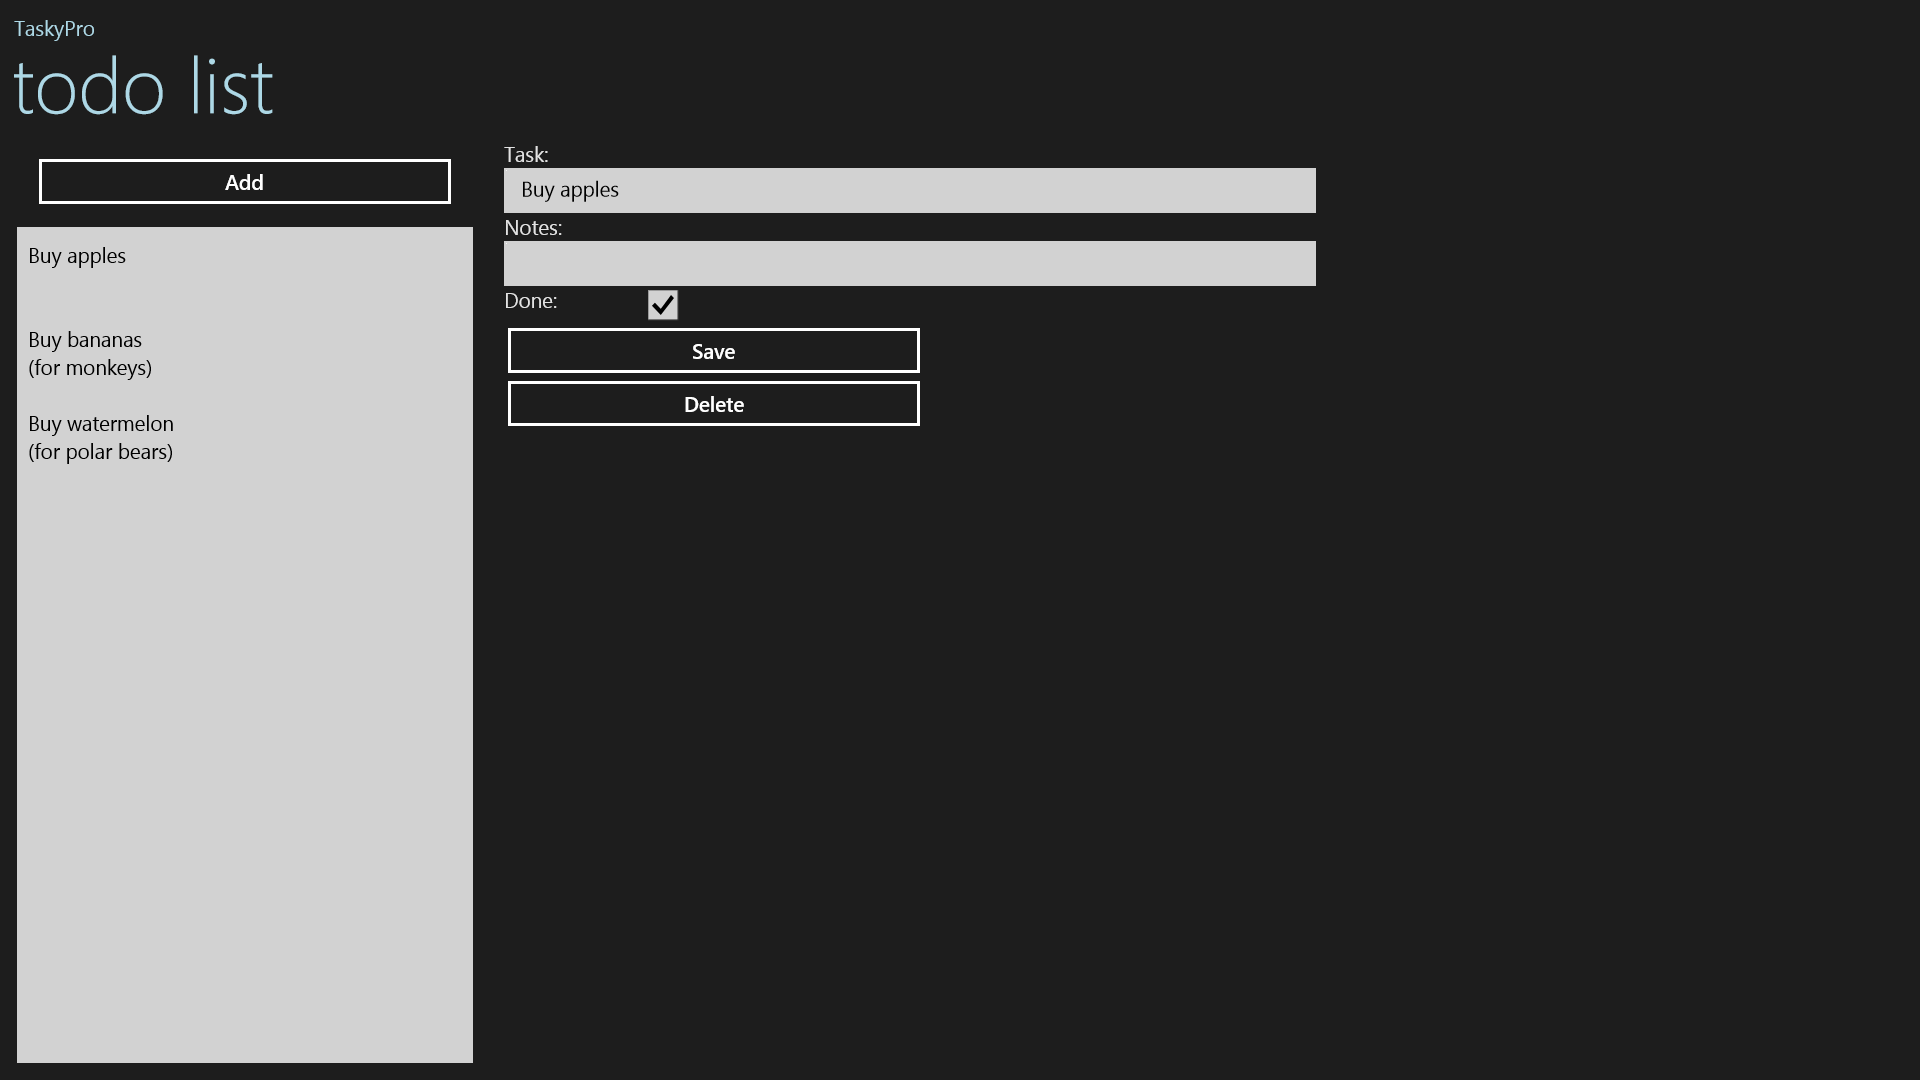 TaskyPro
todo list
Add
Buy apples
Buy bananas
(for monkeys)
Buy watermelon
(for polar bears)
Task:
Buy apples
Notes:
Done:
Save
Delete